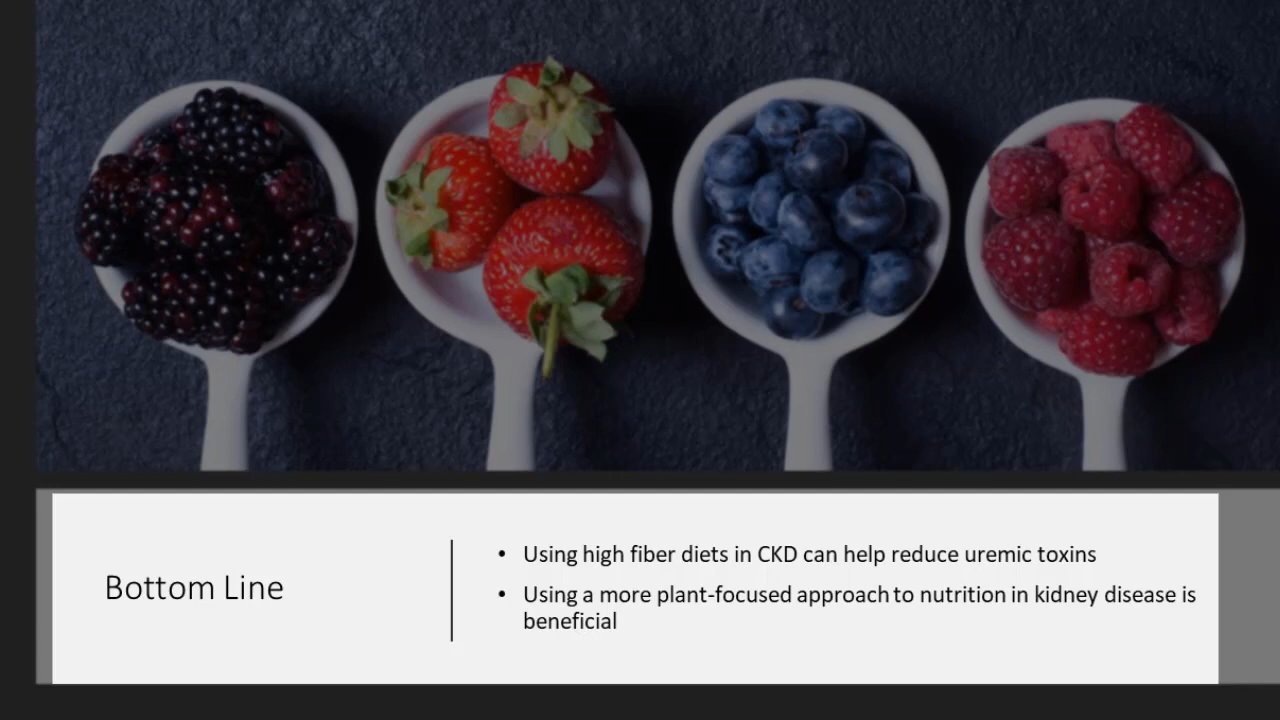 Bottom Line
• Using high fiber diets in CKD can help reduce uremic toxins
• Using a more plant-focused approach to nutrition in kidney disease is
beneficial